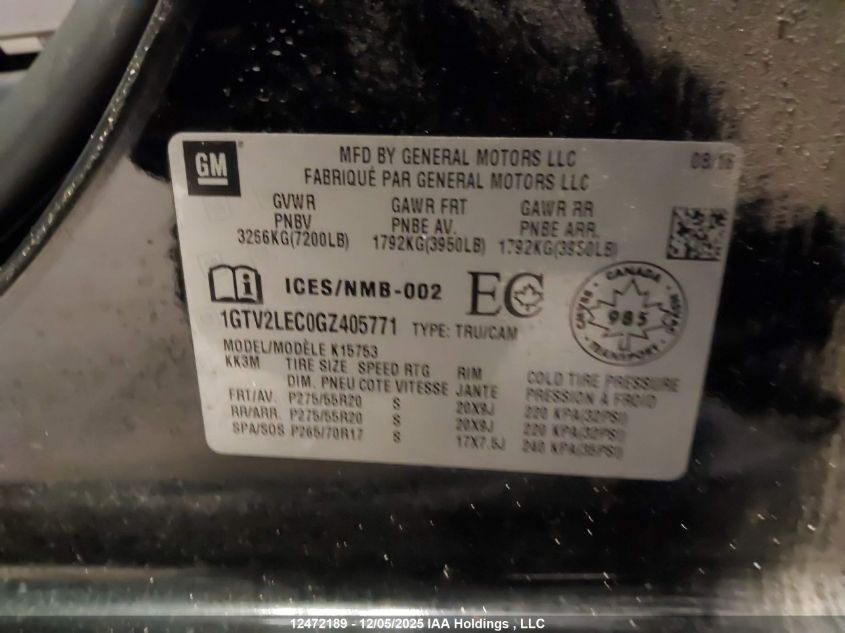 GM
MFD BY GENERAL MOTORS LLC 08/16
FABRIQUÉ PAR GENERAL MOTORS LLC
GVWR GAWR FRT GAWR RR
PNBV PNBE AV. PNBE ARR.
3266KG(7200LB) 1792KG(3950LB) 1792KG(3950LB)
ICES/NMB-002 EC
CANADA
985
TRANSPORT
1GTV2LEC0GZ405771 TYPE: TRU/CAM
MODEL/MODÈLE K15753
KK3M TIRE SIZE SPEED RTG RIM COLD TIRE PRESSURE
DIM. PNEU COTE VITESSE JANTE PRESSION À FROID
FRT/AV. P275/55R20 S 20X9J 220 KPA(32PSI)
RR/ARR. P275/55R20 S 20X9J 220 KPA(32PSI)
SPA/SOS P265/70R17 S 17X7.5J 240 KPA(35PSI)
12472189 - 12/05/2025 IAA Holdings , LLC